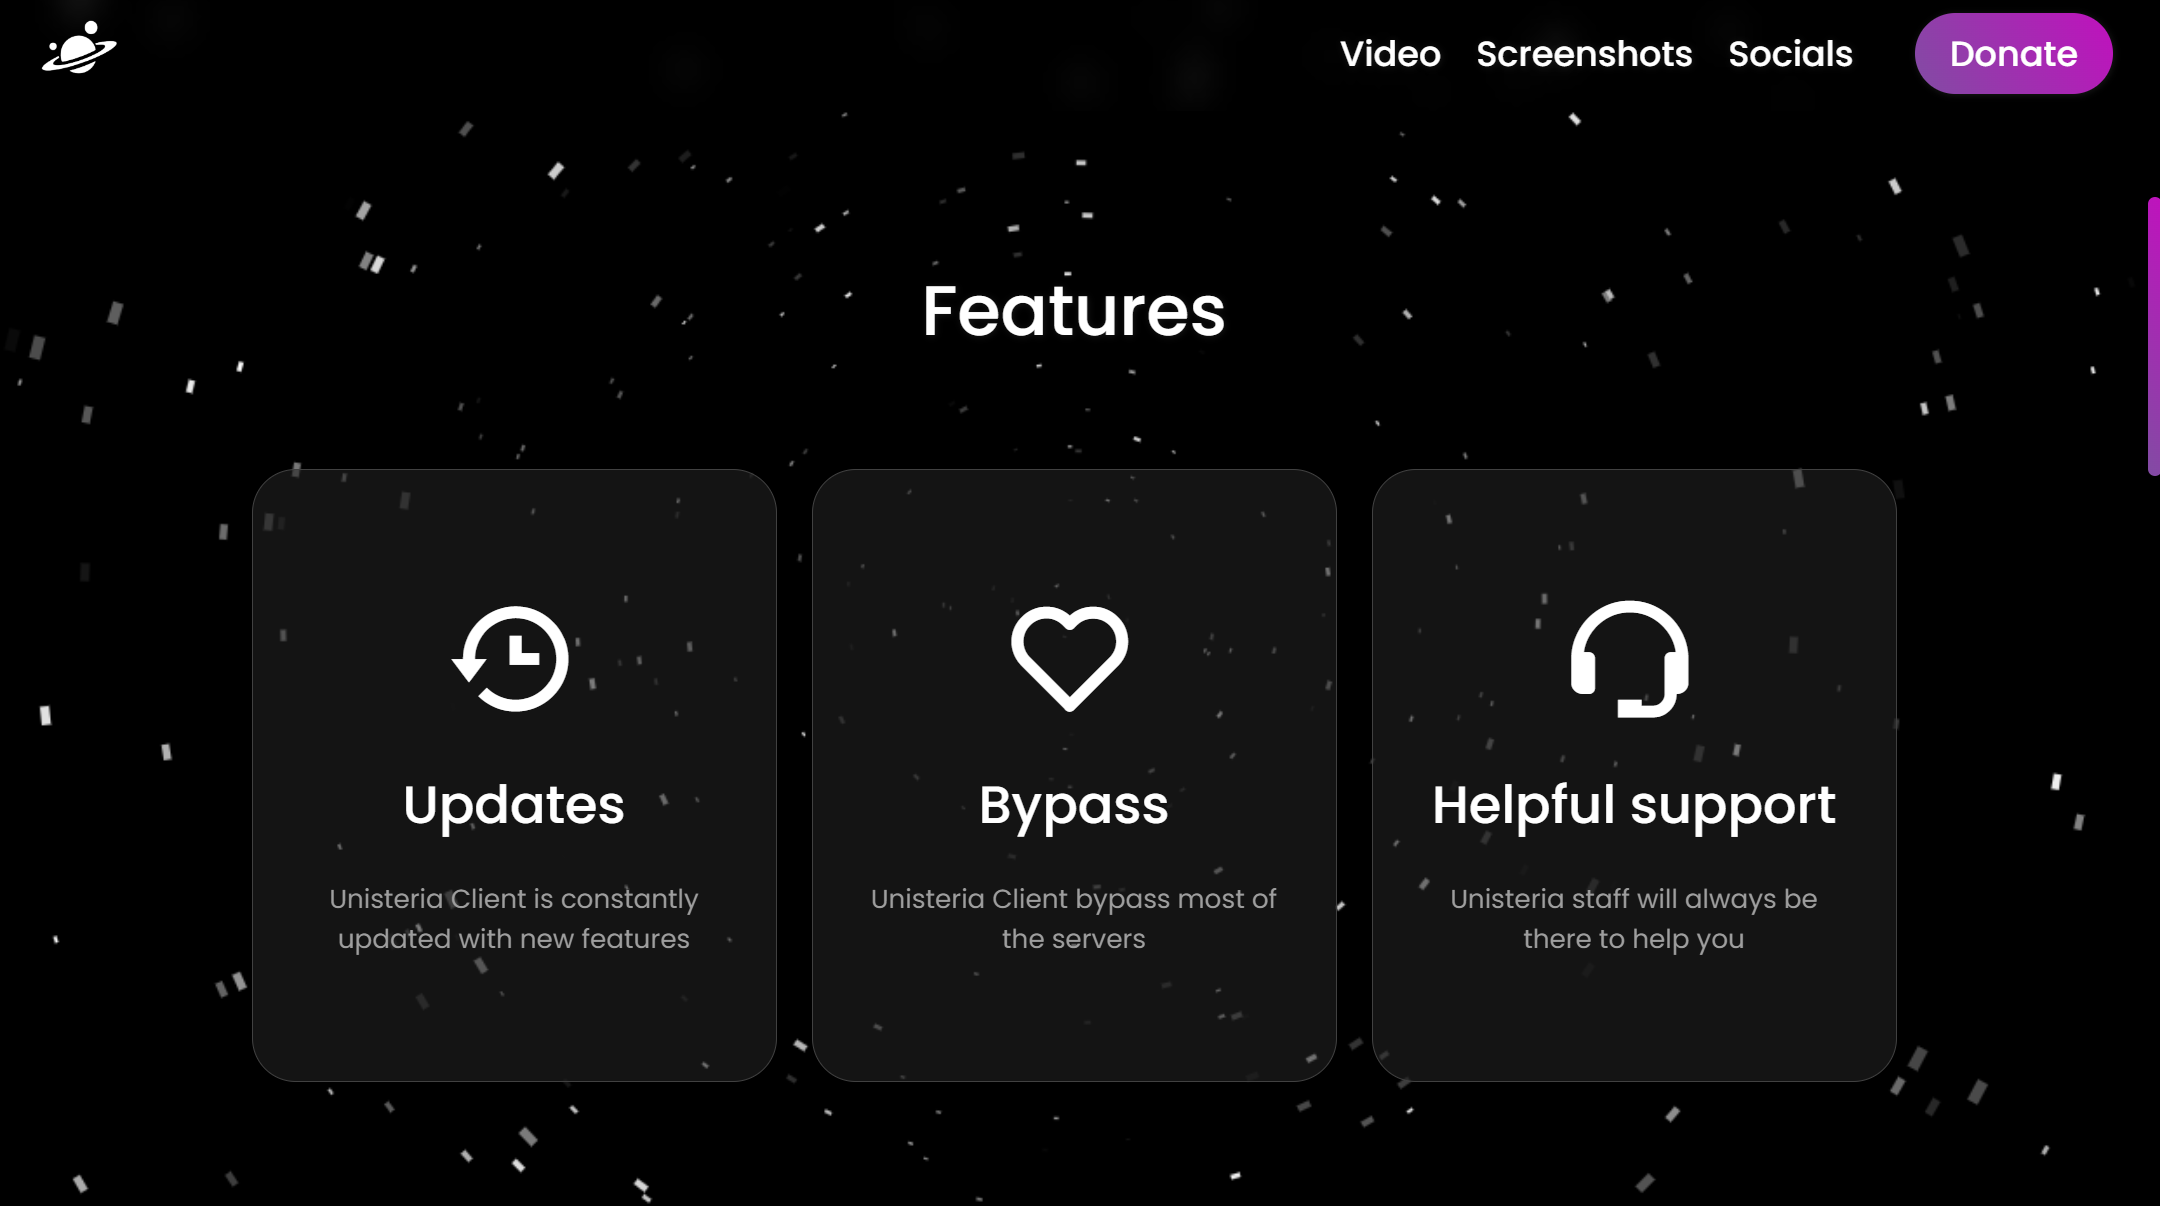 Video Screenshots Socials Donate
Features
Updates
Unisteria Client is constantly
updated with new features
Bypass
Unisteria Client bypass most of
the servers
Helpful support
Unisteria staff will always be
there to help you